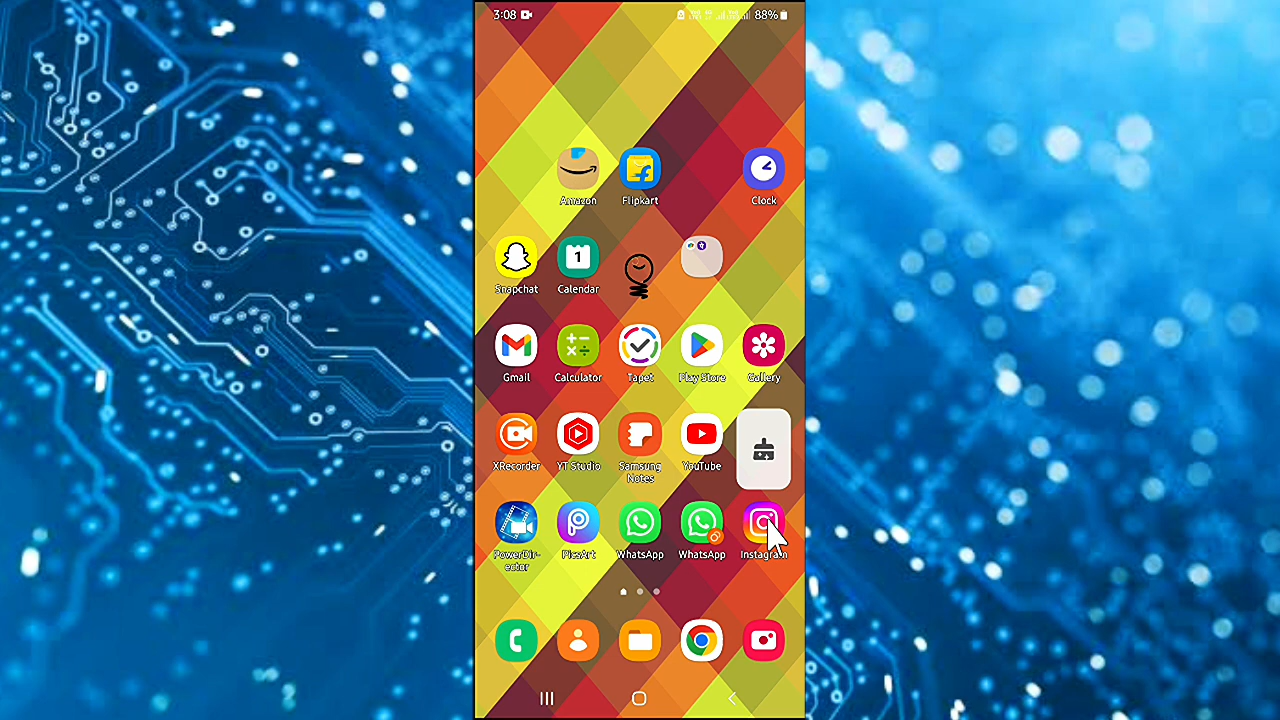 3:08
88%
Amazon
Flipkart
Clock
Snapchat
1
Calendar
Gmail
Calculator
Tapet
Play Store
Gallery
XRecorder
YT Studio
Samsung
Notes
YouTube
PowerDir-
ector
PicsArt
WhatsApp
WhatsApp
Instagram